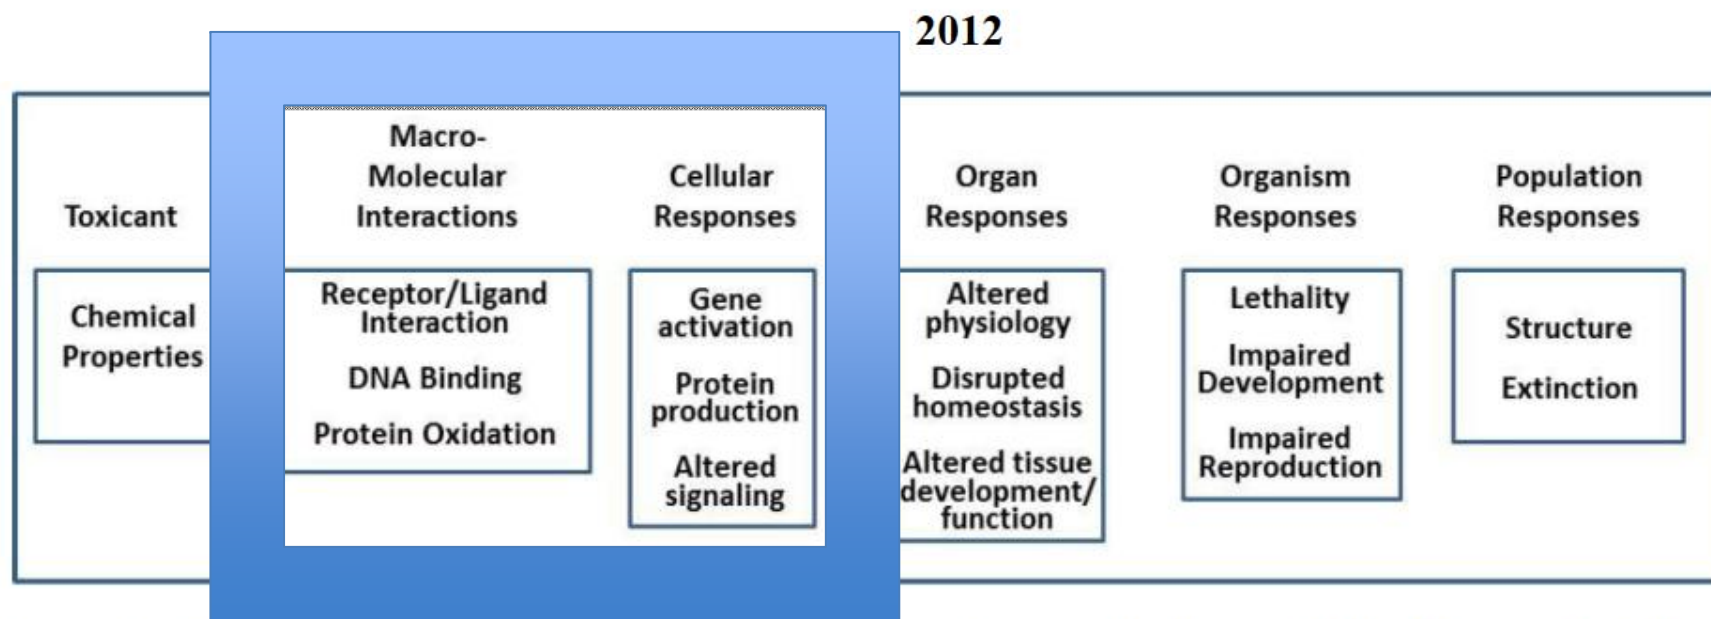 2012
Toxicant
Chemical
Properties
Macro-
Molecular
Interactions
Receptor/Ligand
Interaction
DNA Binding
Protein Oxidation
Cellular
Responses
Gene
activation
Protein
production
Altered
signaling
Organ
Responses
Altered
physiology
Disrupted
homeostasis
Altered tissue
development/
function
Organism
Responses
Lethality
Impaired
Development
Impaired
Reproduction
Population
Responses
Structure
Extinction